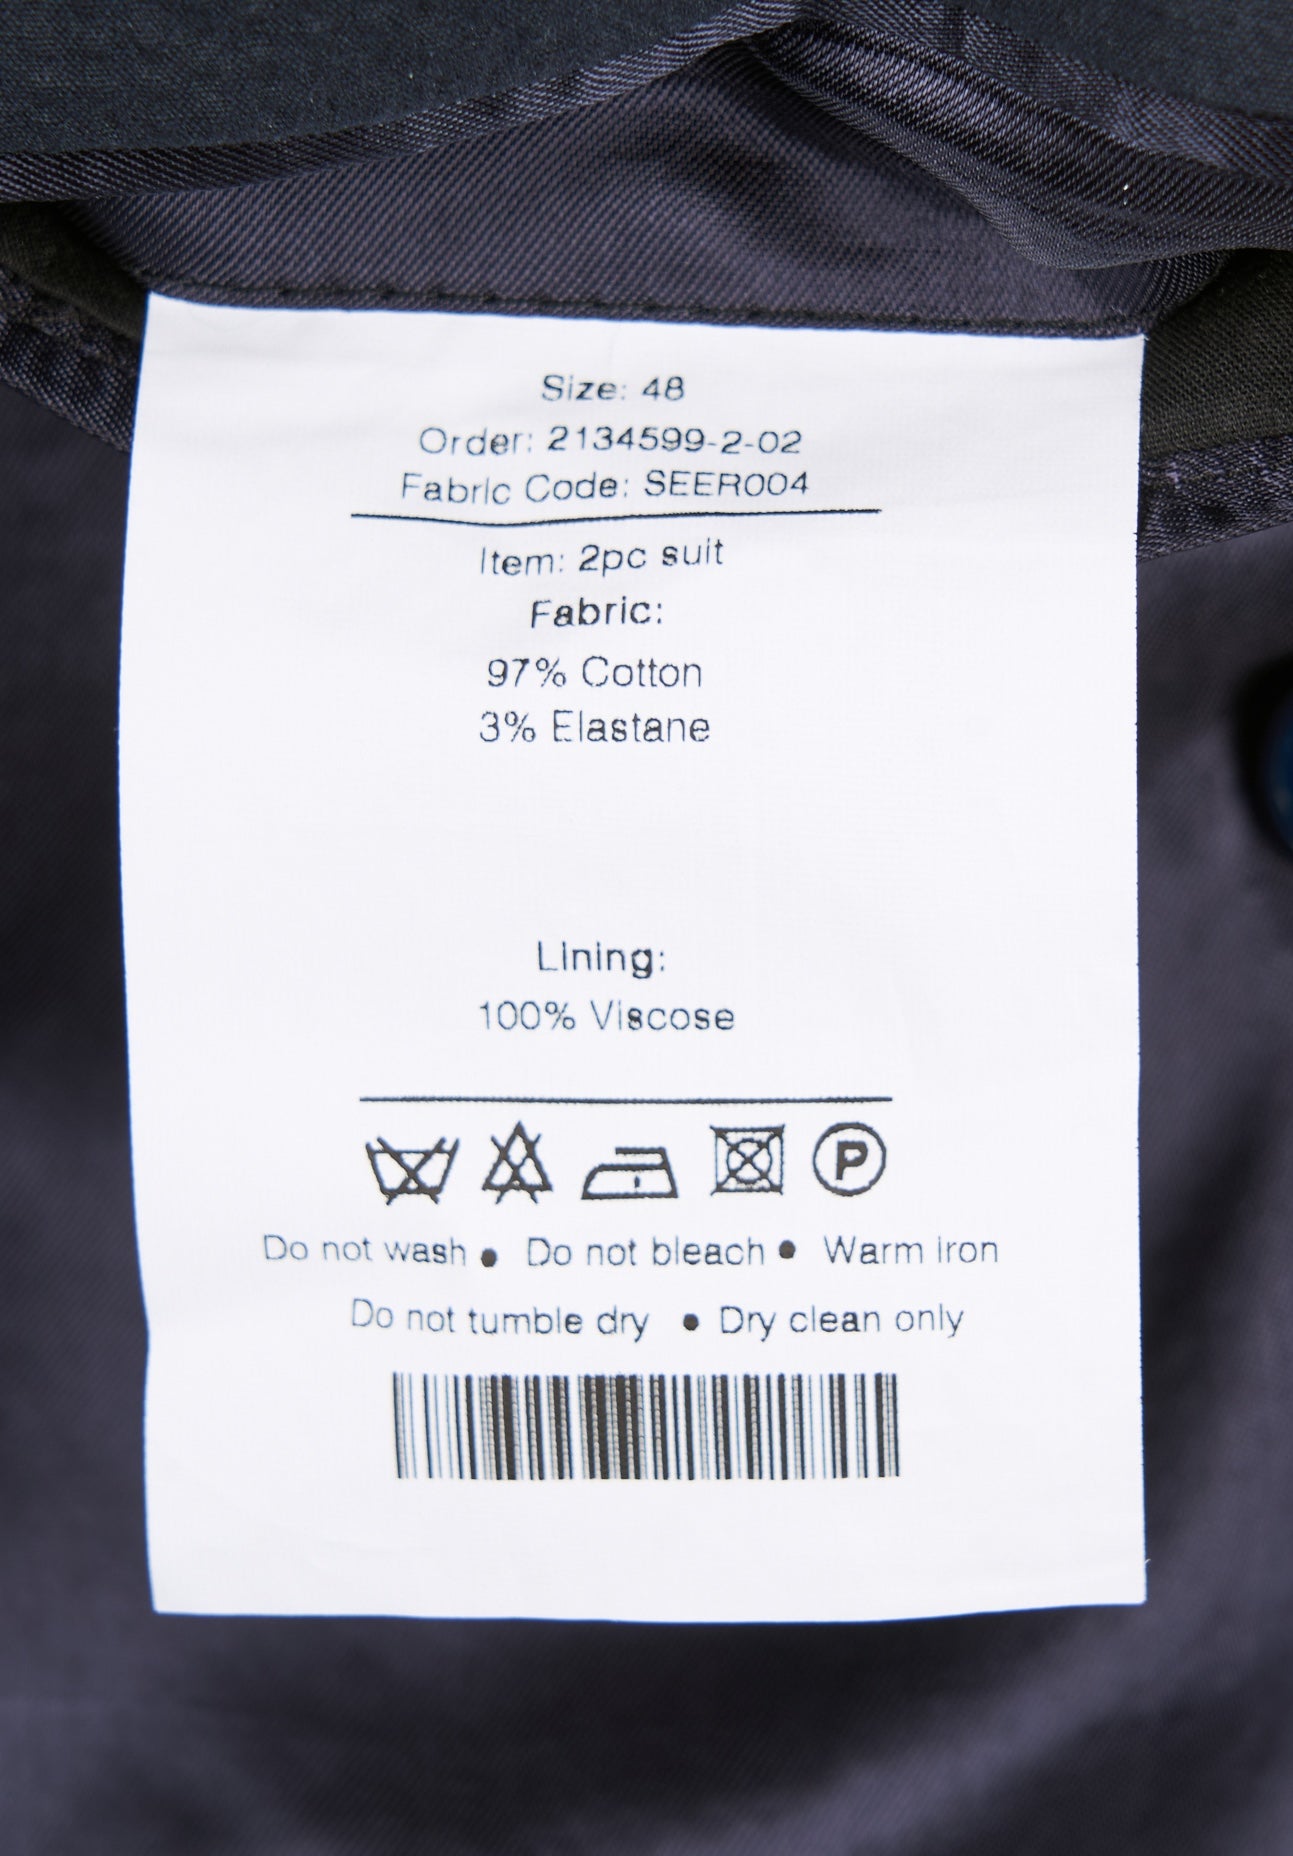 Size: 48
Order: 2134599-2-02
Fabric Code: SEER004
Item: 2pc suit
Fabric:
97% Cotton
3% Elastane
Lining:
100% Viscose
P
Do not wash • Do not bleach • Warm iron
Do not tumble dry • Dry clean only